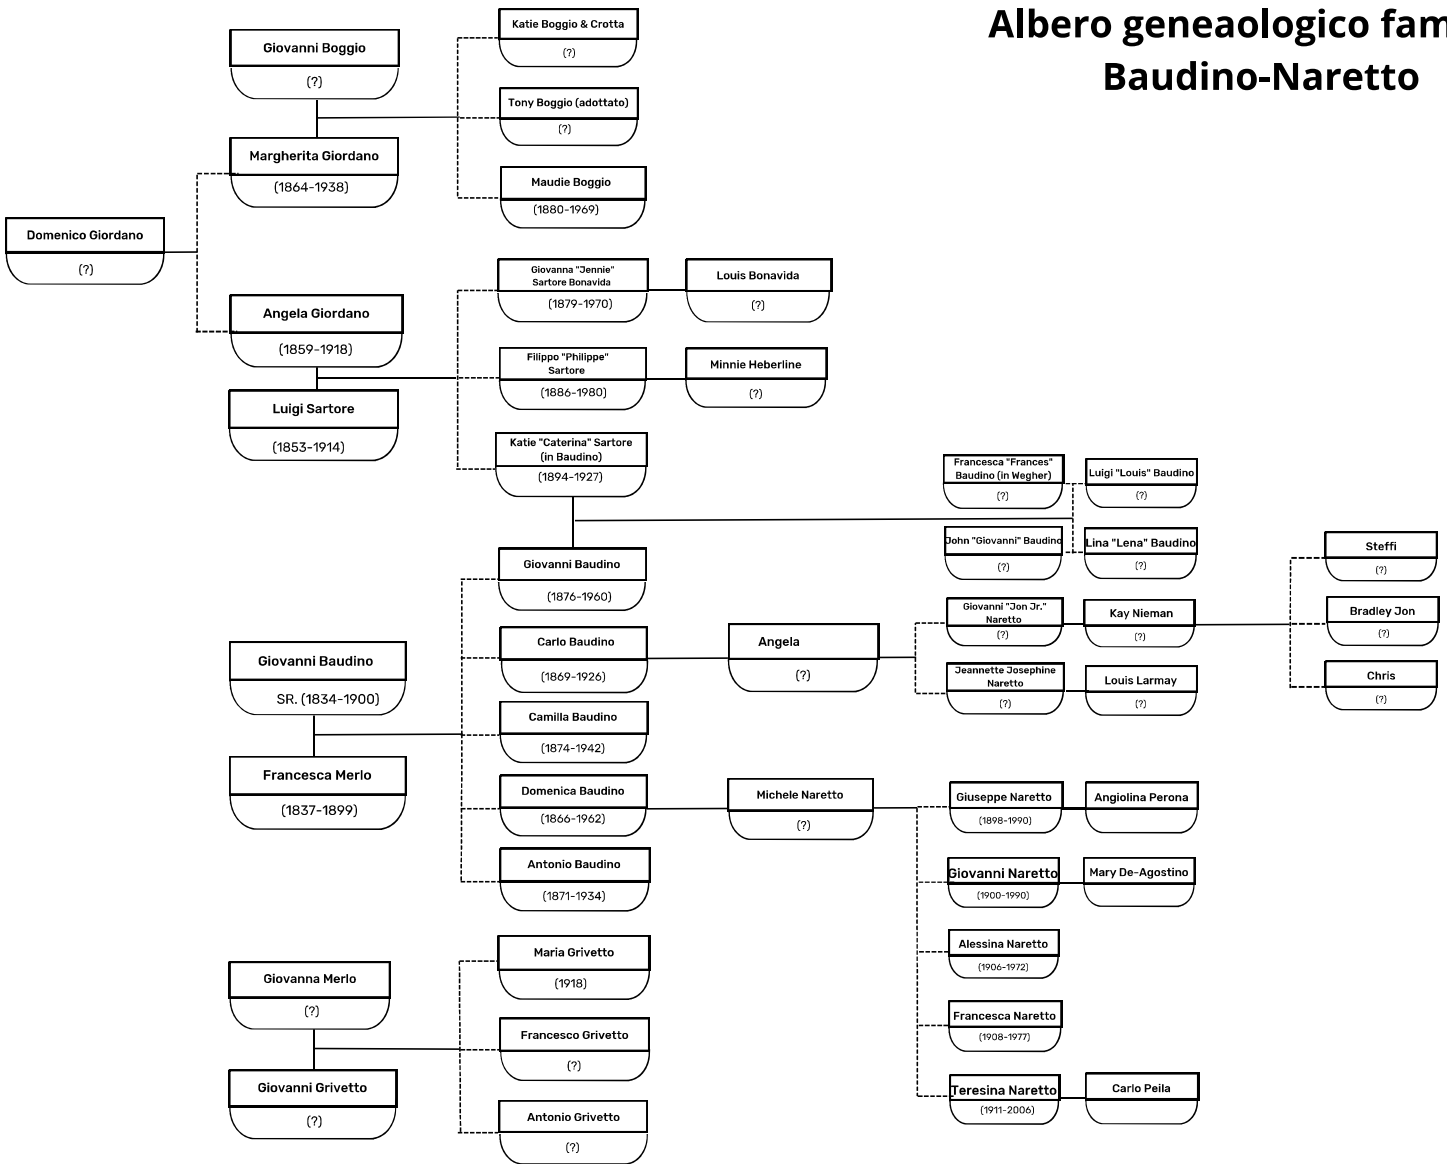 Albero geneaologico fam
Baudino-Naretto
Domenico Giordano
(?)
Giovanni Boggio
(?)
Margherita Giordano
(1864-1938)
Katie Boggio & Crotta
(?)
Tony Boggio (adottato)
(?)
Maudie Boggio
(1880-1969)
Angela Giordano
(1859-1918)
Luigi Sartore
(1853-1914)
Giovanna "Jennie"
Sartore Bonavida
(1879-1970)
Louis Bonavida
(?)
Filippo "Philippe"
Sartore
(1886-1980)
Minnie Heberline
(?)
Katie "Caterina" Sartore
(in Baudino)
(1894-1927)
Francesca "Frances"
Baudino (in Wegher)
(?)
Luigi "Louis" Baudino
(?)
John "Giovanni" Baudino
(?)
Lina "Lena" Baudino
(?)
Giovanni Baudino
SR. (1834-1900)
Francesca Merlo
(1837-1899)
Giovanni Baudino
(1876-1960)
Carlo Baudino
(1869-1926)
Angela
(?)
Giovanni "Jon Jr."
Naretto
(?)
Kay Nieman
(?)
Steffi
(?)
Bradley Jon
(?)
Chris
(?)
Jeannette Josephine
Naretto
(?)
Louis Larmay
(?)
Camilla Baudino
(1874-1942)
Domenica Baudino
(1866-1962)
Michele Naretto
(?)
Giuseppe Naretto
(1898-1990)
Angiolina Perona
Giovanni Naretto
(1900-1990)
Mary De-Agostino
Alessina Naretto
(1906-1972)
Francesca Naretto
(1908-1977)
Teresina Naretto
(1911-2006)
Carlo Peila
Antonio Baudino
(1871-1934)
Giovanna Merlo
(?)
Giovanni Grivetto
(?)
Maria Grivetto
(1918)
Francesco Grivetto
(?)
Antonio Grivetto
(?)